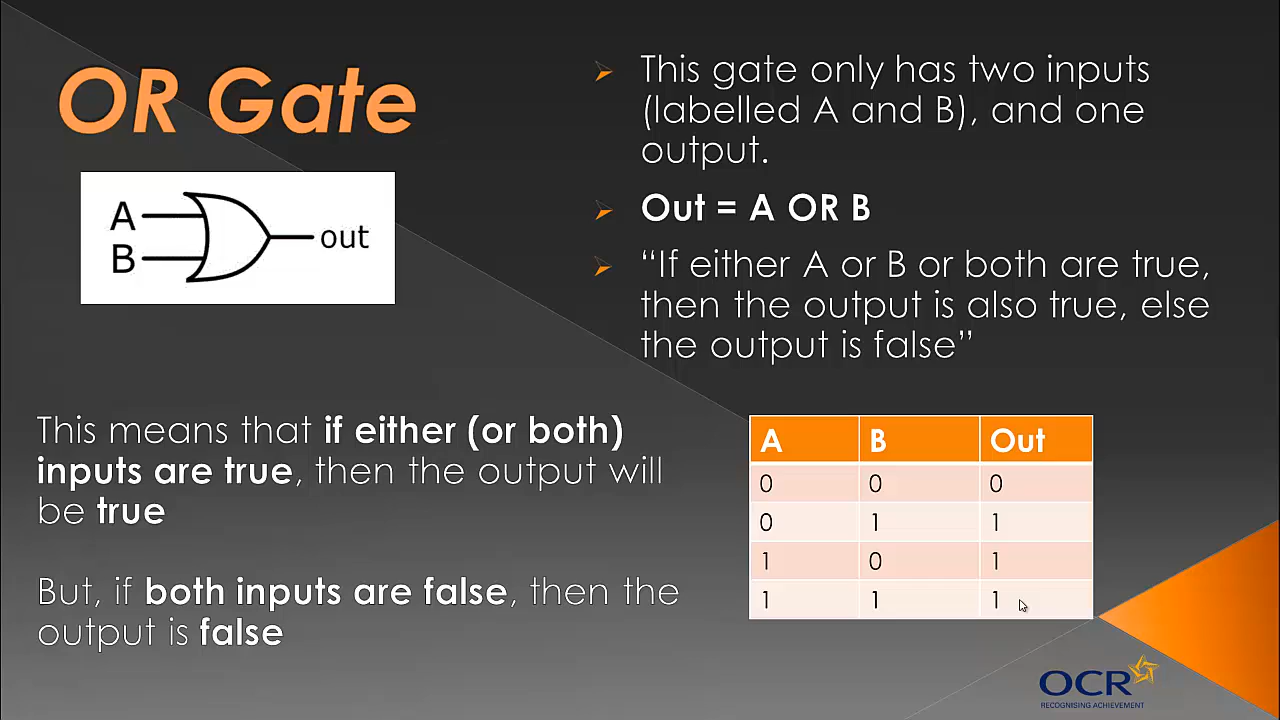 OR Gate
A
B
out
This gate only has two inputs
(labelled A and B), and one
output.
Out = A OR B
“If either A or B or both are true,
then the output is also true, else
the output is false”
This means that if either (or both)
inputs are true, then the output will
be true
But, if both inputs are false, then the
output is false
A B Out
0 0 0
0 1 1
1 0 1
1 1 1
OCR
RECOGNISING ACHIEVEMENT